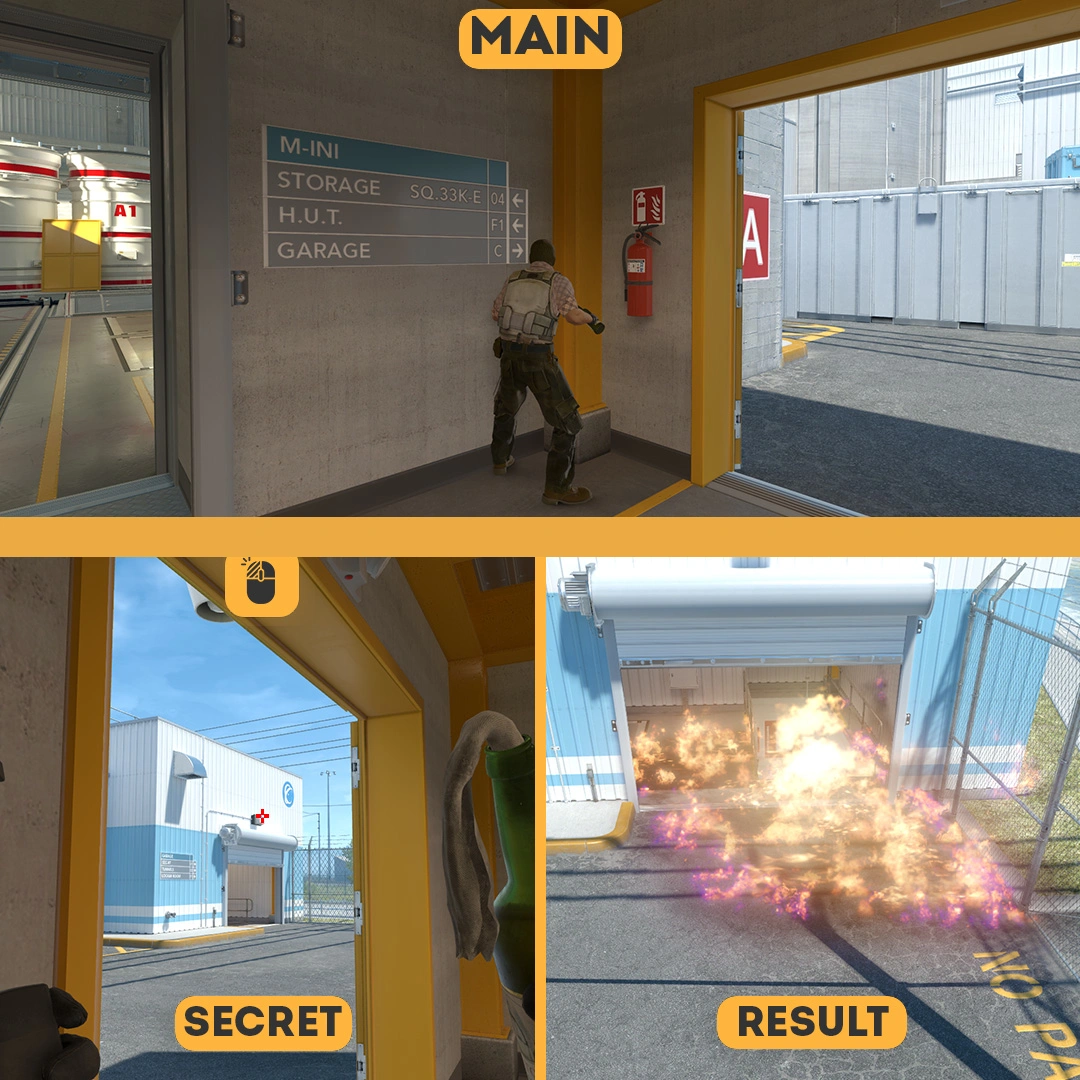 MAIN
M-INI
STORAGE SQ.33K-E 04
H.U.T. F1
GARAGE C
A1
A
SECRET
RESULT
NO PA